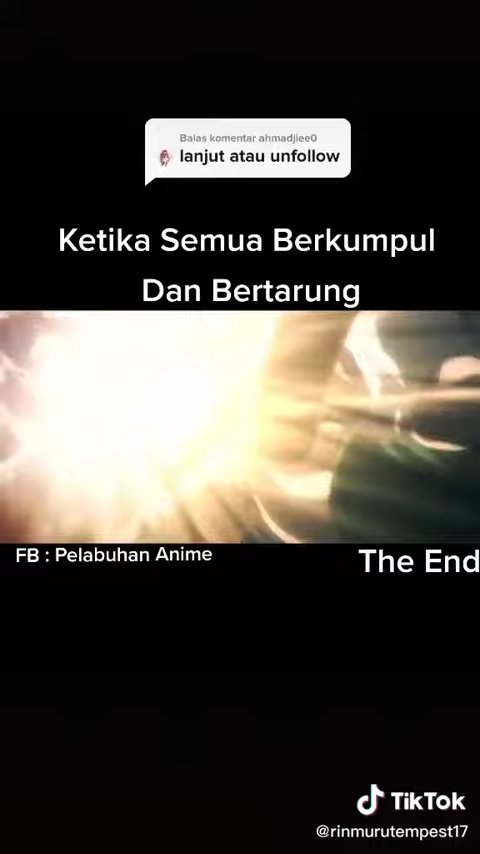 Balas komentar ahmadjiee0
lanjut atau unfollow
Ketika Semua Berkumpul
Dan Bertarung
FB : Pelabuhan Anime
The End
TikTok
@rinmurutempest17